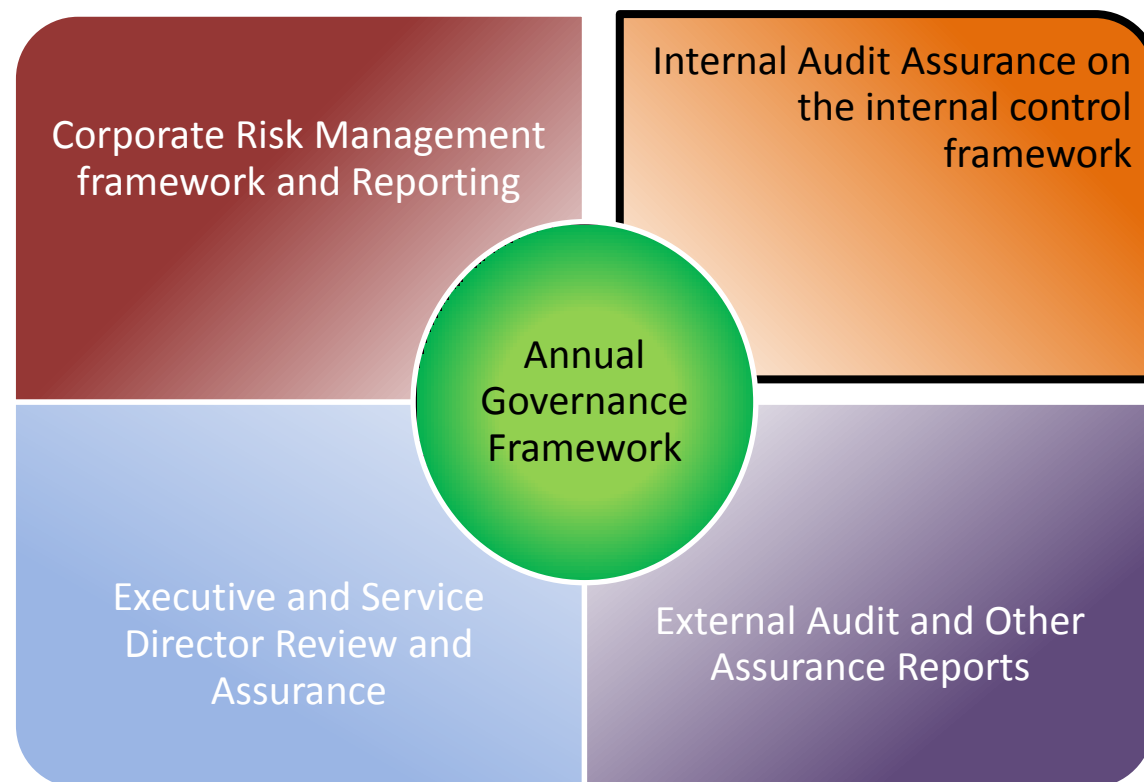 Corporate Risk Management
framework and Reporting
Internal Audit Assurance on
the internal control
framework
Annual
Governance
Framework
Executive and Service
Director Review and
Assurance
External Audit and Other
Assurance Reports